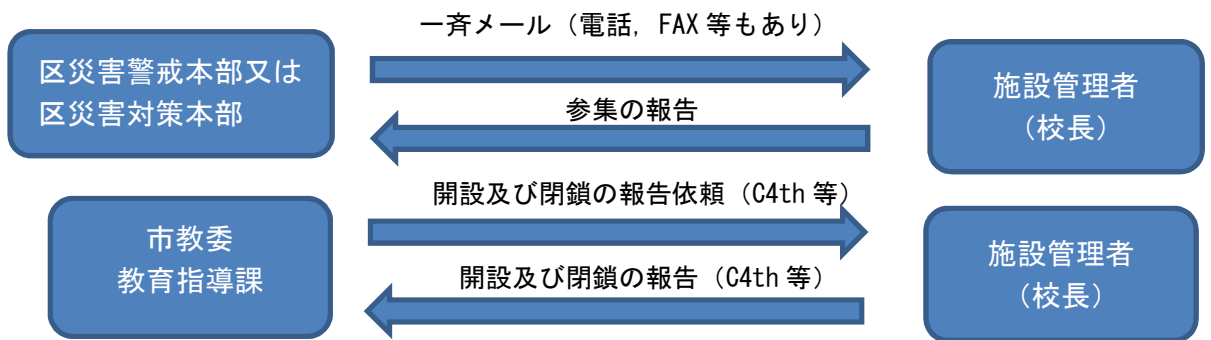 一斉メール（電話，FAX 等もあり）
区災害警戒本部又は
区災害対策本部
施設管理者
（校長）
参集の報告
開設及び閉鎖の報告依頼（C4th 等）
市教委
教育指導課
施設管理者
（校長）
開設及び閉鎖の報告（C4th 等）